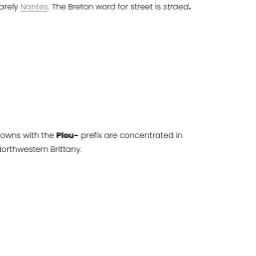 arely Nantes. The Breton word for street is straed.
owns with the Plou- prefix are concentrated in
orthwestern Brittany.